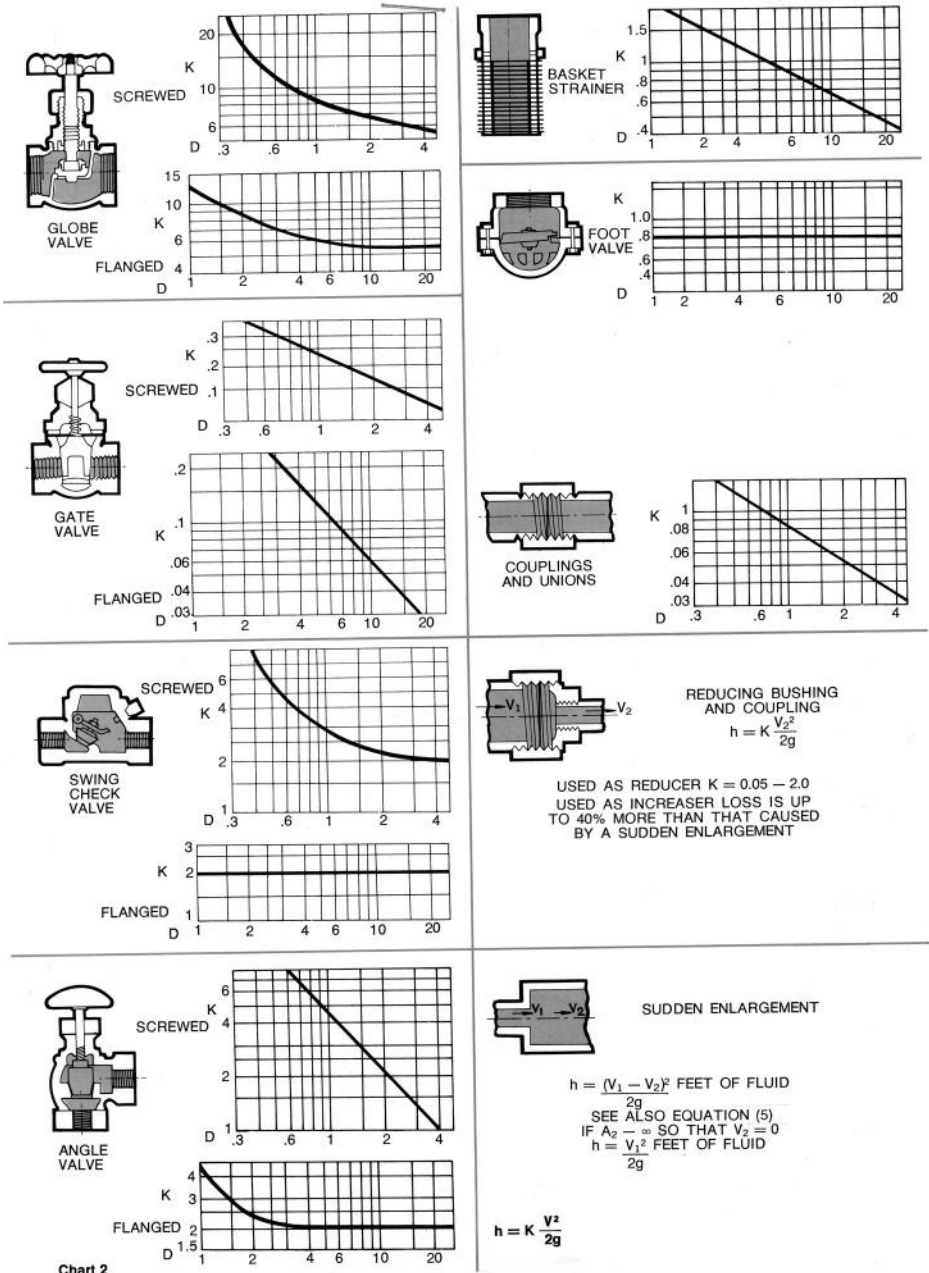 20
K
SCREWED
10
6
D .3 .6 1 2 4
GLOBE
VALVE
15
10
K
6
FLANGED 4
D 1 2 4 6 10 20
BASKET
STRAINER
1.5
K
1
.8
.6
.4
D 1 2 4 6 10 20
FOOT
VALVE
K
1.0
.8
.6
.4
D 1 2 4 6 10 20
GATE
VALVE
.3
K
.2
SCREWED
.1
D .3 .6 1 2 4
.2
.1
K
.06
.04
FLANGED
.03
D 1 2 4 6 10 20
COUPLINGS
AND UNIONS
1
K
.08
.06
.04
.03
D .3 .6 1 2 4
SWING
CHECK
VALVE
SCREWED 6
K 4
2
1
D .3 .6 1 2 4
3
K 2
FLANGED 1
D 1 2 4 6 10 20
V₁ V₂
REDUCING BUSHING
AND COUPLING
h = K V₂²/2g
USED AS REDUCER K = 0.05 – 2.0
USED AS INCREASER LOSS IS UP
TO 40% MORE THAN THAT CAUSED
BY A SUDDEN ENLARGEMENT
ANGLE
VALVE
6
K
SCREWED 4
2
1
D .3 .6 1 2 4
4
K 3
FLANGED 2
1.5
D 1 2 4 6 10 20
V₁ V₂
SUDDEN ENLARGEMENT
h = (V₁ – V₂)²/2g FEET OF FLUID
SEE ALSO EQUATION (5)
IF A₂ – ∞ SO THAT V₂ = 0
h = V₁²/2g FEET OF FLUID
h = K V²/2g
Chart 2